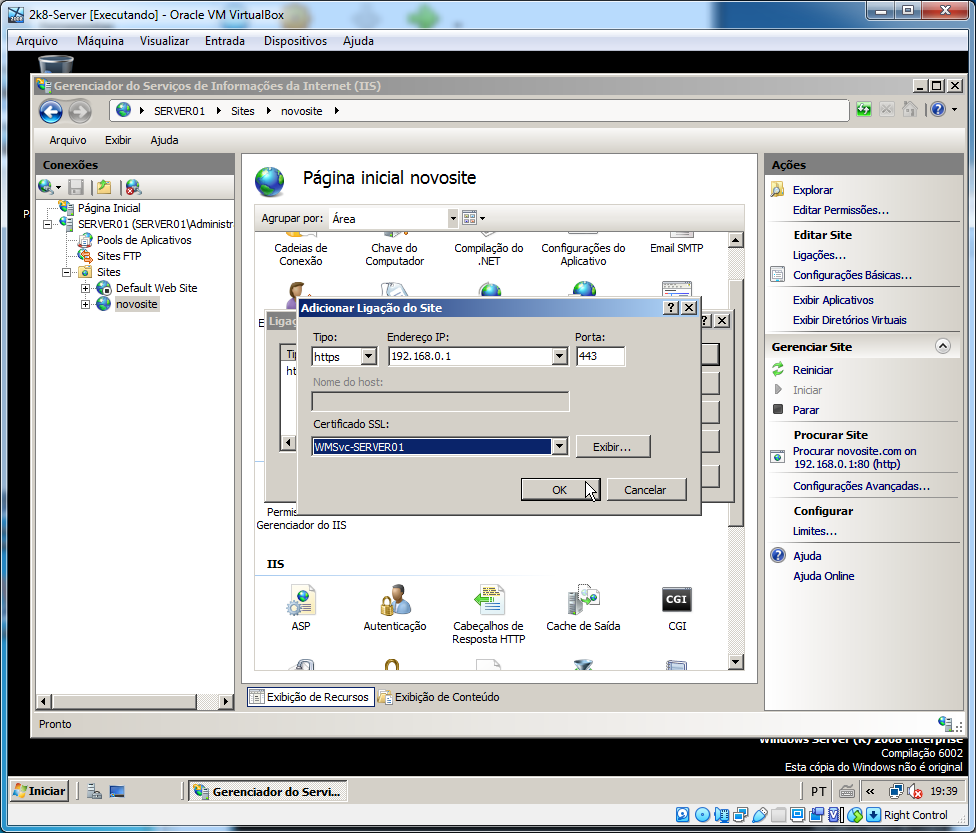 2k8-Server [Executando] - Oracle VM VirtualBox
Arquivo Máquina Visualizar Entrada Dispositivos Ajuda
Gerenciador do Serviços de Informações da Internet (IIS)
SERVER01 Sites novosite
Arquivo Exibir Ajuda
Conexões
Página Inicial
SERVER01 (SERVER01\Administr
Pools de Aplicativos
Sites FTP
Sites
Default Web Site
novosite
Página inicial novosite
Agrupar por: Área
Cadeias de Conexão
Chave do Computador
Compilação do .NET
Configurações do Aplicativo
Email SMTP
Adicionar Ligação do Site
Tipo: Endereço IP: Porta:
https 192.168.0.1 443
Nome do host:
Certificado SSL:
WMSvc-SERVER01 Exibir...
OK Cancelar
Gerenciador do IIS
IIS
ASP
Autenticação
Cabeçalhos de Resposta HTTP
Cache de Saída
CGI
CGI
Exibição de Recursos Exibição de Conteúdo
Ações
Explorar
Editar Permissões...
Editar Site
Ligações...
Configurações Básicas...
Exibir Aplicativos
Exibir Diretórios Virtuais
Gerenciar Site
Reiniciar
Iniciar
Parar
Procurar Site
Procurar novosite.com on
192.168.0.1:80 (http)
Configurações Avançadas...
Configurar
Limites...
Ajuda
Ajuda Online
Pronto
Windows Server (R) 2008 Enterprise
Compilação 6002
Esta cópia do Windows não é original
Iniciar Gerenciador do Servi... PT « 19:39
Right Control